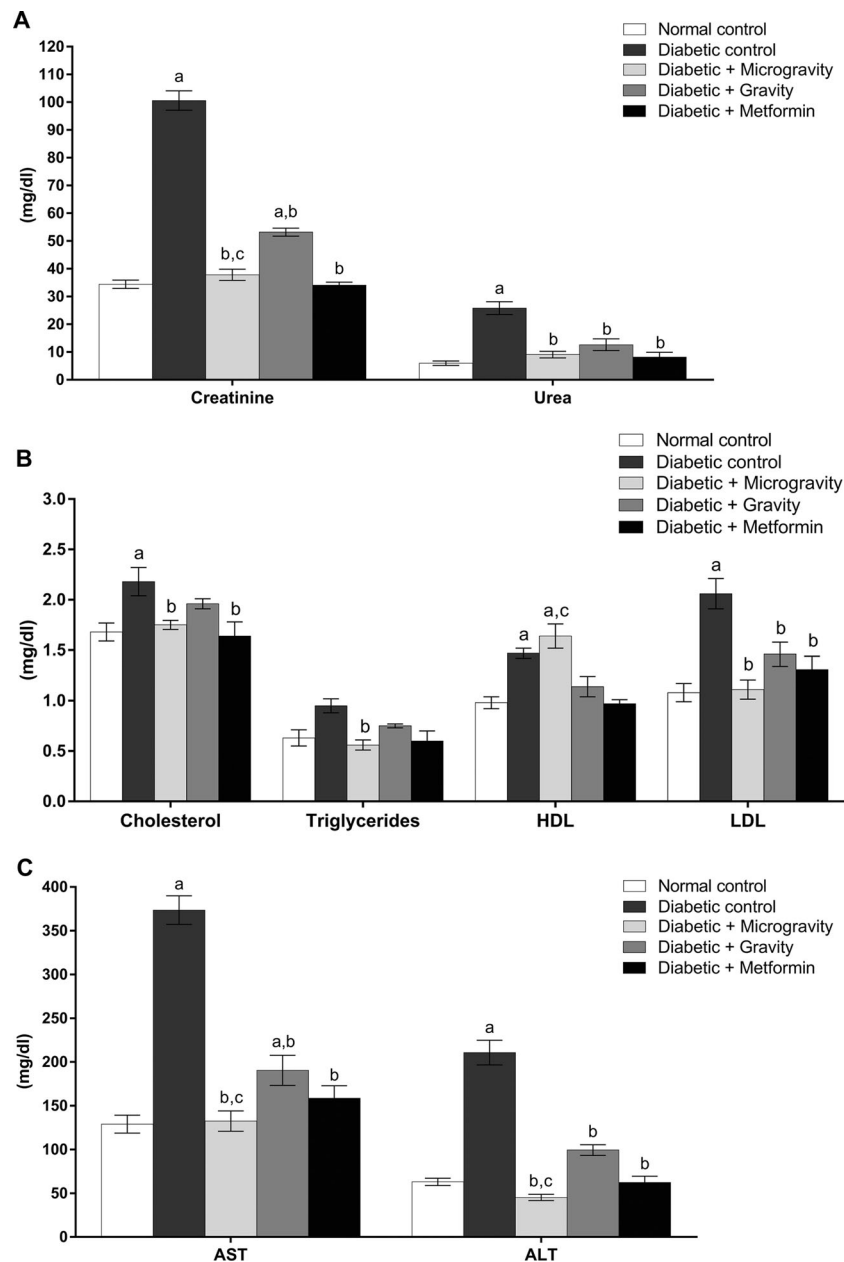 A
Normal control
Diabetic control
Diabetic + Microgravity
Diabetic + Gravity
Diabetic + Metformin
(mg/dl)
120
110
100
90
80
70
60
50
40
30
20
10
0
a
b,c
a,b
b
a
b
b
b
Creatinine
Urea
B
Normal control
Diabetic control
Diabetic + Microgravity
Diabetic + Gravity
Diabetic + Metformin
(mg/dl)
3.0
2.5
2.0
1.5
1.0
0.5
0.0
a
b
b
b
a
a,c
a
b
b
b
Cholesterol
Triglycerides
HDL
LDL
C
Normal control
Diabetic control
Diabetic + Microgravity
Diabetic + Gravity
Diabetic + Metformin
(mg/dl)
400
350
300
250
200
150
100
50
0
a
b,c
a,b
b
a
b,c
b
b
AST
ALT